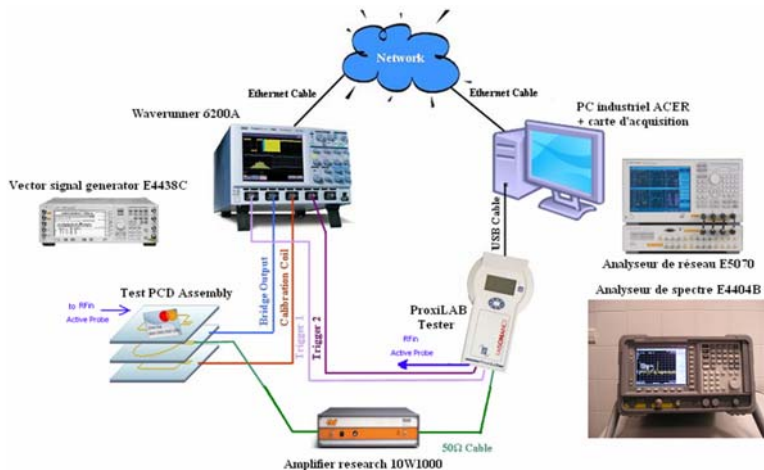 Network
Ethernet Cable
Ethernet Cable
Waverunner 6200A
PC industriel ACER
+ carte d'acquisition
Vector signal generator E4438C
USB Cable
Bridge Output
Calibration Coil
Trigger 1
Trigger 2
Analyseur de réseau E5070
Test PCD Assembly
to RFin
Active Probe
ProxiLAB
Tester
Analyseur de spectre E4404B
RFin
Active Probe
50Ω Cable
Amplifier research 10W1000